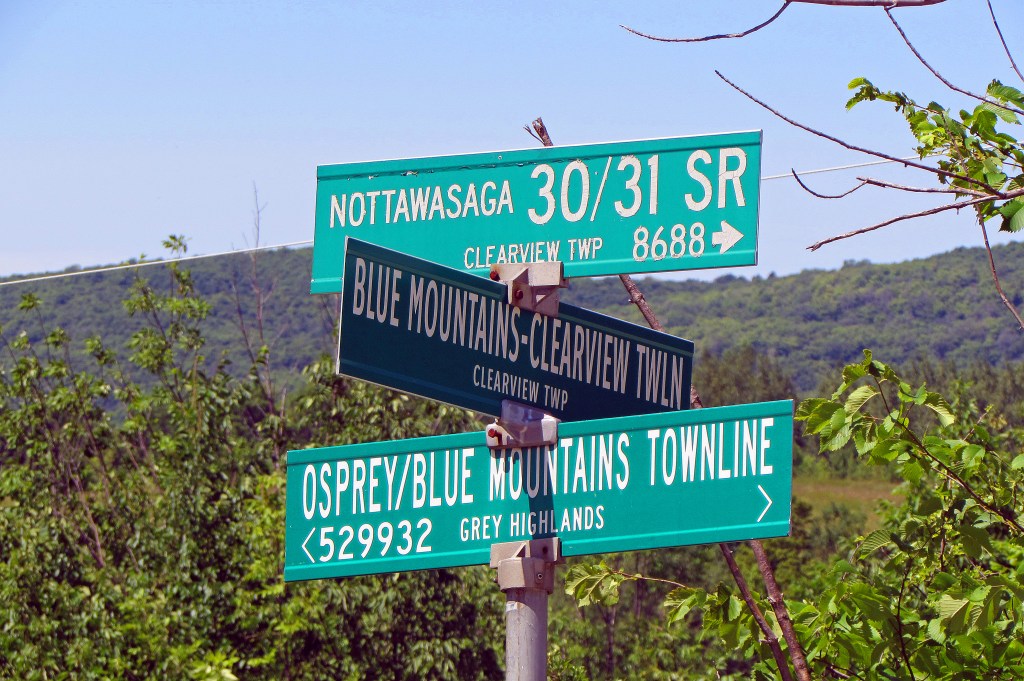 NOTTAWASAGA 30/31 SR
CLEARVIEW TWP 8688 →
BLUE MOUNTAINS-CLEARVIEW TWLN
CLEARVIEW TWP
OSPREY/BLUE MOUNTAINS TOWNLINE
<529932 GREY HIGHLANDS >